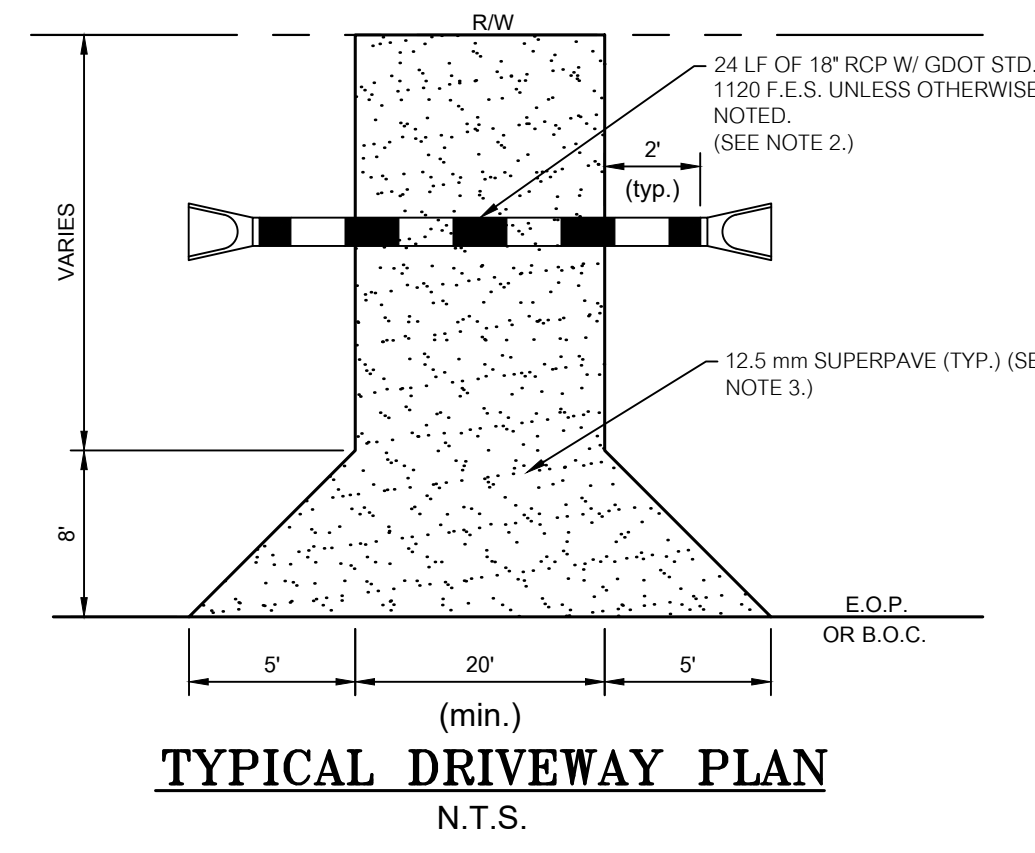 R/W
24 LF OF 18" RCP W/ GDOT STD.
1120 F.E.S. UNLESS OTHERWISE
NOTED.
(SEE NOTE 2.)
2'
(typ.)
VARIES
12.5 mm SUPERPAVE (TYP.) (SE
NOTE 3.)
8'
E.O.P.
OR B.O.C.
5'
20'
5'
(min.)
TYPICAL DRIVEWAY PLAN
N.T.S.